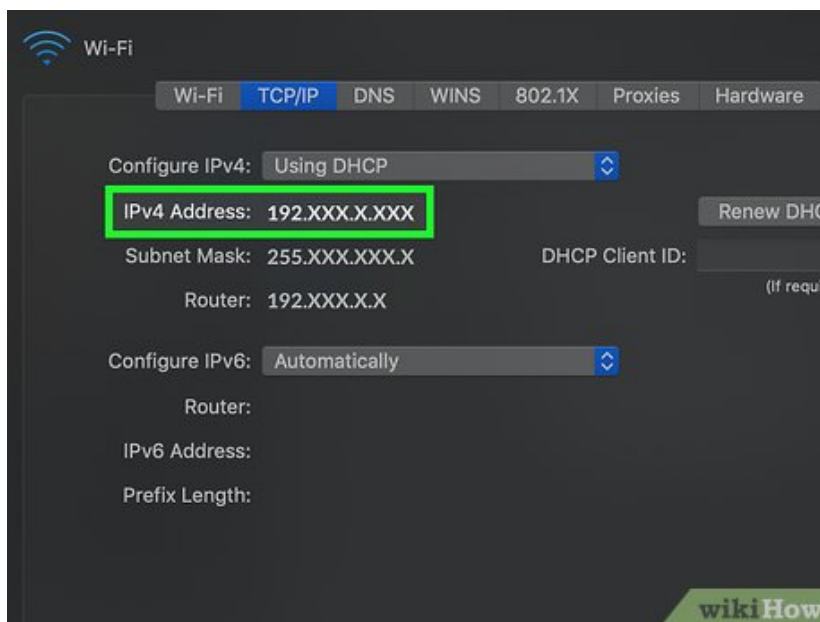 Wi-Fi
Wi-Fi TCP/IP DNS WINS 802.1X Proxies Hardware
Configure IPv4: Using DHCP
IPv4 Address: 192.XXX.X.XXX Renew DHC
Subnet Mask: 255.XXX.XXX.X DHCP Client ID:
(If requi
Router: 192.XXX.X.X
Configure IPv6: Automatically
Router:
IPv6 Address:
Prefix Length:
wikiHow